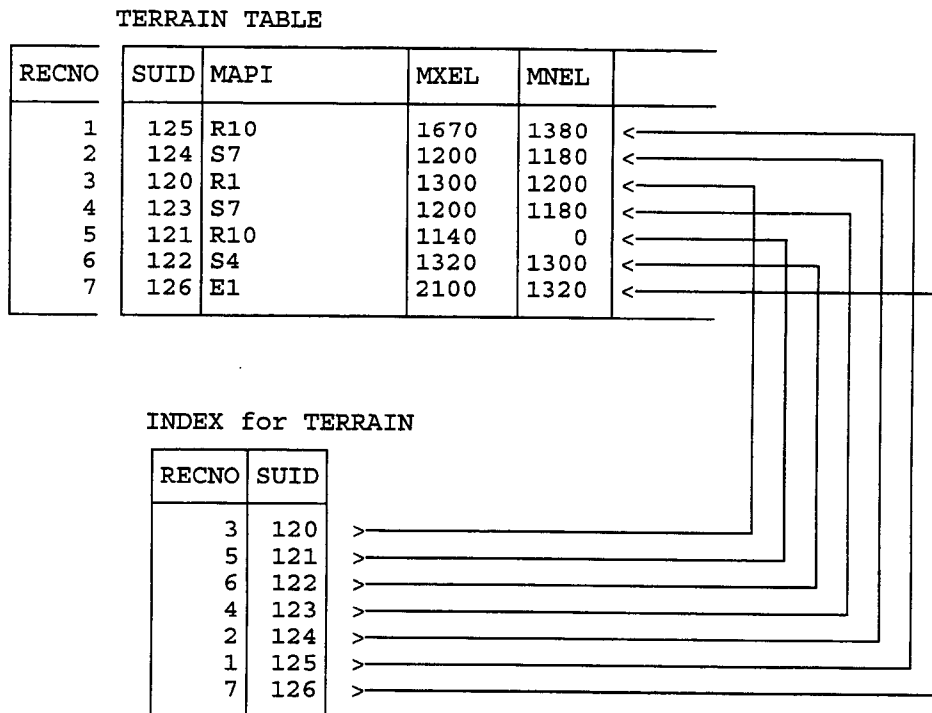 TERRAIN TABLE
RECNO SUID MAPI MXEL MNEL
1 125 R10 1670 1380 <
2 124 S7 1200 1180 <
3 120 R1 1300 1200 <
4 123 S7 1200 1180 <
5 121 R10 1140 0 <
6 122 S4 1320 1300 <
7 126 E1 2100 1320 <
INDEX for TERRAIN
RECNO SUID
3 120 >
5 121 >
6 122 >
4 123 >
2 124 >
1 125 >
7 126 >